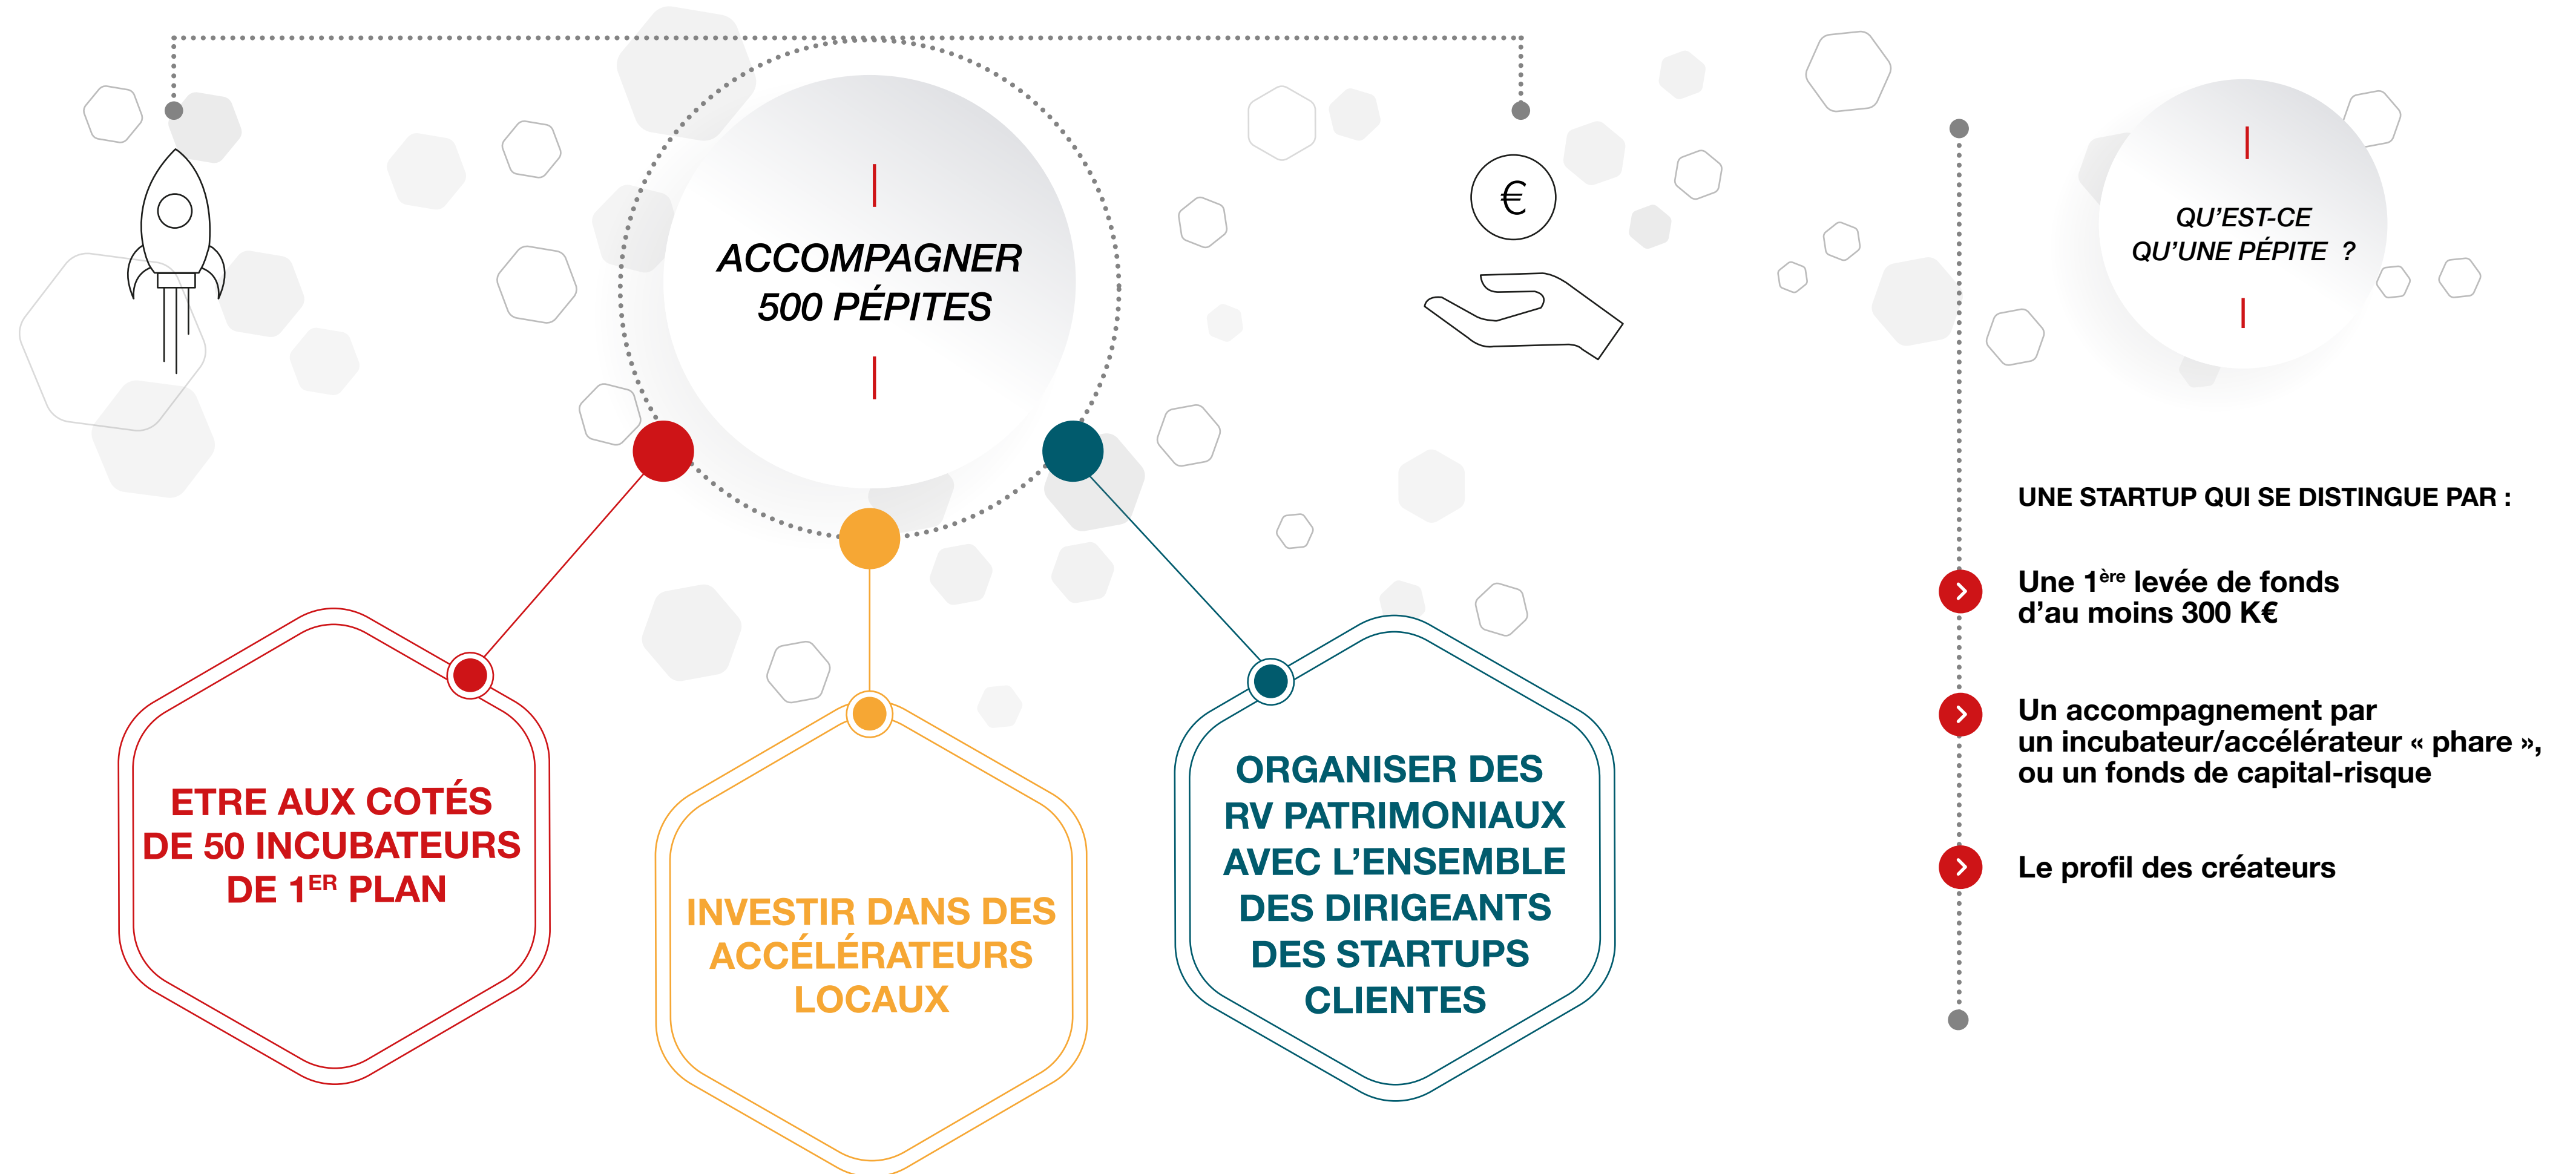 ACCOMPAGNER
500 PÉPITES
€
ETRE AUX COTÉS
DE 50 INCUBATEURS
DE 1ER PLAN
INVESTIR DANS DES
ACCÉLÉRATEURS
LOCAUX
ORGANISER DES
RV PATRIMONIAUX
AVEC L’ENSEMBLE
DES DIRIGEANTS
DES STARTUPS
CLIENTES
QU’EST-CE
QU’UNE PÉPITE ?
UNE STARTUP QUI SE DISTINGUE PAR :
Une 1ère levée de fonds
d’au moins 300 K€
Un accompagnement par
un incubateur/accélérateur « phare »,
ou un fonds de capital-risque
Le profil des créateurs